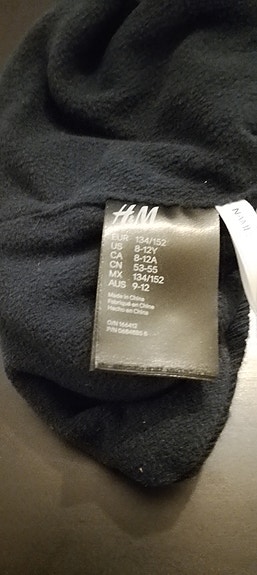 H&M
EUR 134/152
US 8-12Y
CA 8-12A
CN 53-55
MX 134/152
AUS 9-12
Made in China
Fabriqué en Chine
Hecho en China